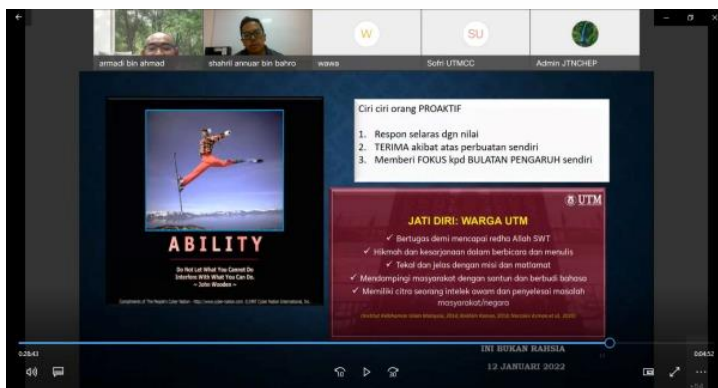 W
SU
armadi bin ahmad
shahril annuar bin bahro
wawa
Sofri UTMCC
Admin JTNCHEP
ABILITY
Do Not Let What You Cannot Do
Interfere With What You Can Do.
~ John Wooden ~
Ciri ciri orang PROAKTIF
1. Respon selaras dgn nilai
2. TERIMA akibat atas perbuatan sendiri
3. Memberi FOKUS kpd BULATAN PENGARUH sendiri
UTM
JATI DIRI: WARGA UTM
✓ Bertugas demi mencapai redha Allah SWT
✓ Hikmah dan kesarjanaan dalam berbicara dan menulis
✓ Tekal dan jelas dengan misi dan matlamat
✓ Mendampingi masyarakat dengan santun dan berbudi bahasa
✓ Memiliki citra seorang intelek awam dan penyelesai masalah
masyarakat/negara
INI BUKAN RAHSIA
12 JANUARI 2022
0:28:43
0:04:52
10
30